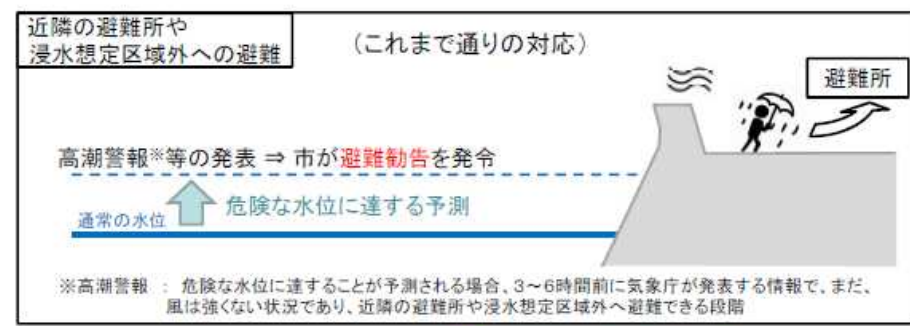 近隣の避難所や
浸水想定区域外への避難
（これまで通りの対応）
避難所
高潮警報※等の発表 ⇒ 市が避難勧告を発令
危険な水位に達する予測
通常の水位
※高潮警報 ： 危険な水位に達することが予測される場合、3～6時間前に気象庁が発表する情報で、まだ、
風は強くない状況であり、近隣の避難所や浸水想定区域外へ避難できる段階